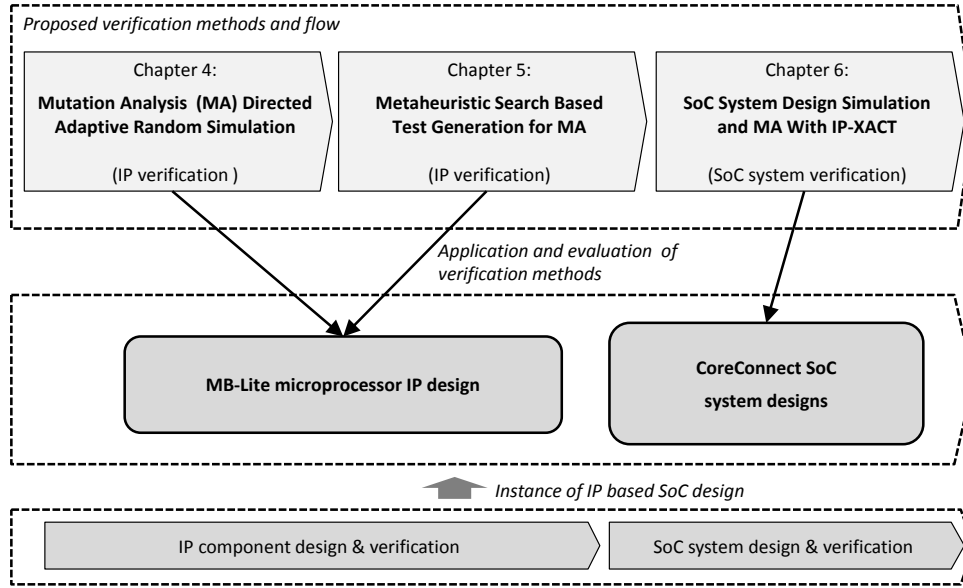 Proposed verification methods and flow
Chapter 4:
Mutation Analysis (MA) Directed
Adaptive Random Simulation
(IP verification )
Chapter 5:
Metaheuristic Search Based
Test Generation for MA
(IP verification)
Chapter 6:
SoC System Design Simulation
and MA With IP-XACT
(SoC system verification)
Application and evaluation of
verification methods
MB-Lite microprocessor IP design
CoreConnect SoC
system designs
Instance of IP based SoC design
IP component design & verification
SoC system design & verification